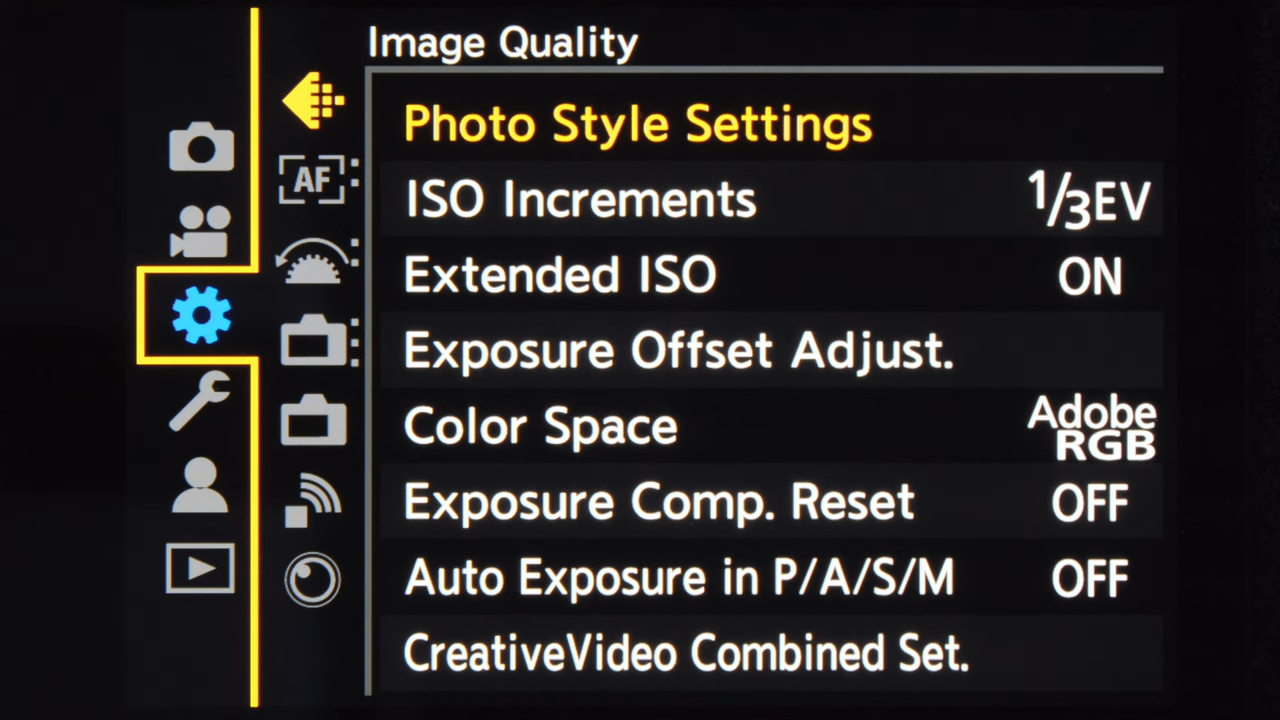 Image Quality
Photo Style Settings
AF
ISO Increments 1/3EV
Extended ISO ON
Exposure Offset Adjust.
Color Space Adobe RGB
Exposure Comp. Reset OFF
Auto Exposure in P/A/S/M OFF
CreativeVideo Combined Set.